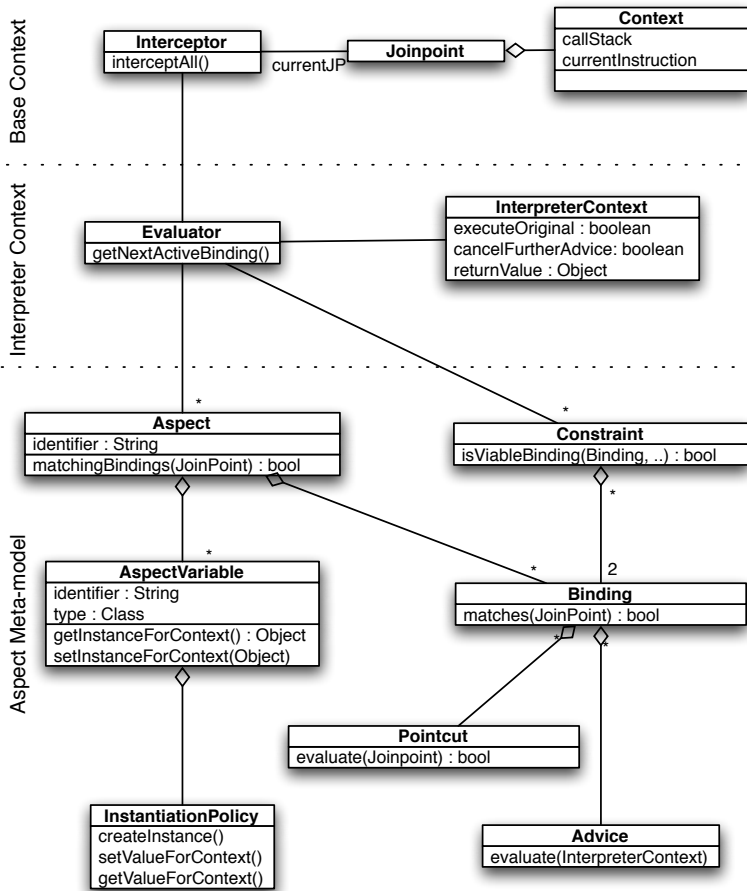 Base Context
Interceptor
interceptAll()
currentJP
Joinpoint
Context
callStack
currentInstruction
Interpreter Context
Evaluator
getNextActiveBinding()
InterpreterContext
executeOriginal : boolean
cancelFurtherAdvice: boolean
returnValue : Object
Aspect Meta-model
*
*
Aspect
identifier : String
matchingBindings(JoinPoint) : bool
Constraint
isViableBinding(Binding, ..) : bool
*
*
*
2
AspectVariable
identifier : String
type : Class
getInstanceForContext() : Object
setInstanceForContext(Object)
Binding
matches(JoinPoint) : bool
*
*
Pointcut
evaluate(Joinpoint) : bool
InstantiationPolicy
createInstance()
setValueForContext()
getValueForContext()
Advice
evaluate(InterpreterContext)